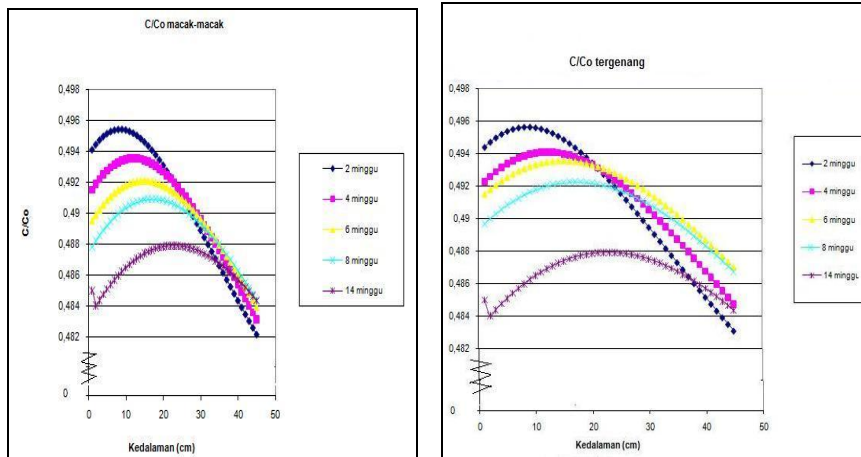 C/Co macak-macak
0,498
0,496
0,494
0,492
0,49
0,488
0,486
0,484
0,482
0
C/Co
0 10 20 30 40 50
Kedalaman (cm)
2 minggu
4 minggu
6 minggu
8 minggu
14 minggu
C/Co tergenang
0,498
0,496
0,494
0,492
0,49
0,488
0,486
0,484
0,482
0
0 10 20 30 40 50
Kedalaman (cm)
2 minggu
4 minggu
6 minggu
8 minggu
14 minggu